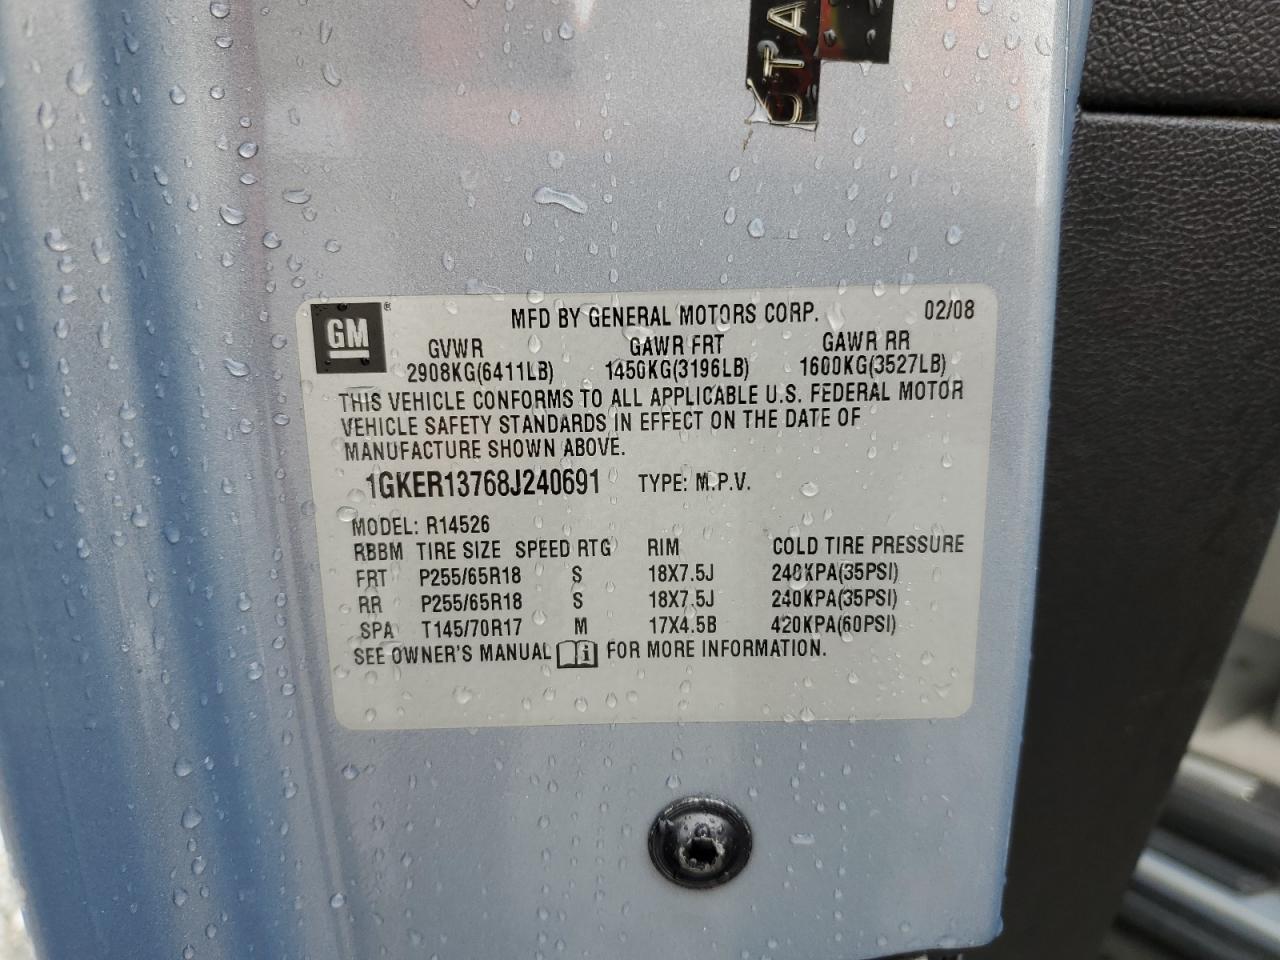 CTA
GM ® MFD BY GENERAL MOTORS CORP. 02/08
GVWR GAWR FRT GAWR RR
2908KG(6411LB) 1450KG(3196LB) 1600KG(3527LB)
THIS VEHICLE CONFORMS TO ALL APPLICABLE U.S. FEDERAL MOTOR
VEHICLE SAFETY STANDARDS IN EFFECT ON THE DATE OF
MANUFACTURE SHOWN ABOVE.
1GKER13768J240691 TYPE: M.P.V.
MODEL: R14526
RBBM TIRE SIZE SPEED RTG RIM COLD TIRE PRESSURE
FRT P255/65R18 S 18X7.5J 240KPA(35PSI)
RR P255/65R18 S 18X7.5J 240KPA(35PSI)
SPA T145/70R17 M 17X4.5B 420KPA(60PSI)
SEE OWNER'S MANUAL i FOR MORE INFORMATION.